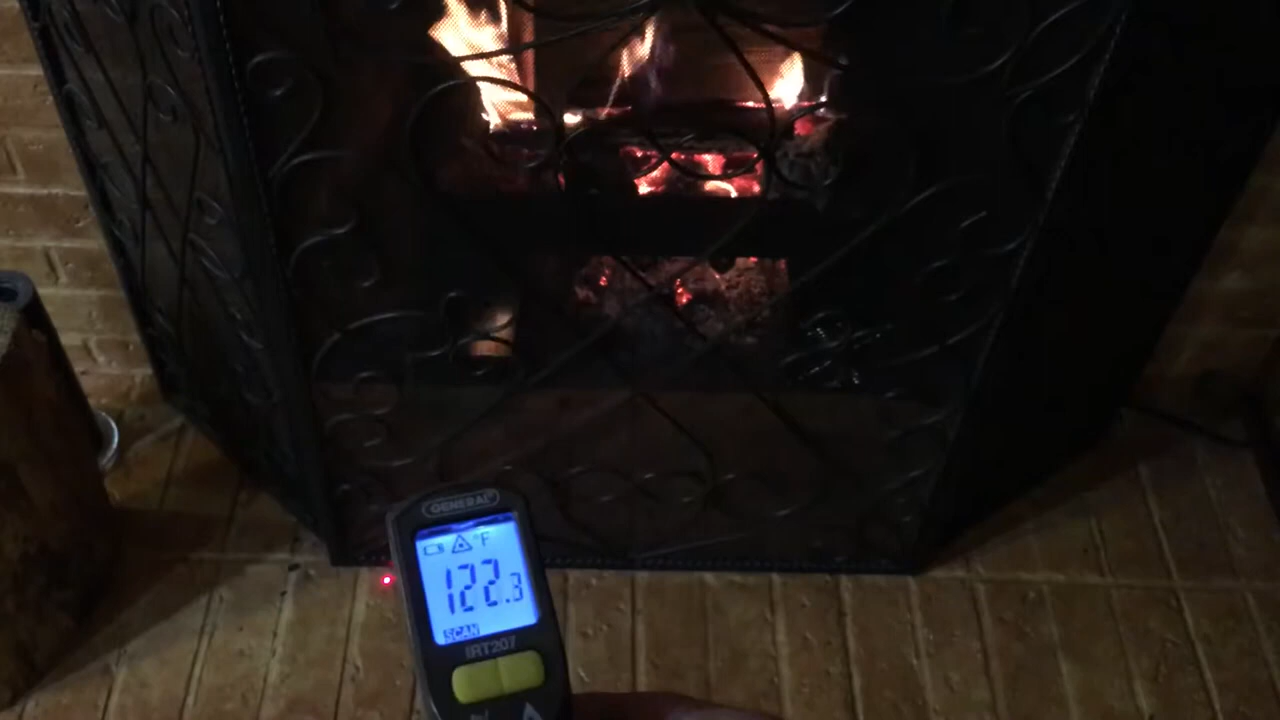 GENERAL
°F
122.3
SCAN
IRT207